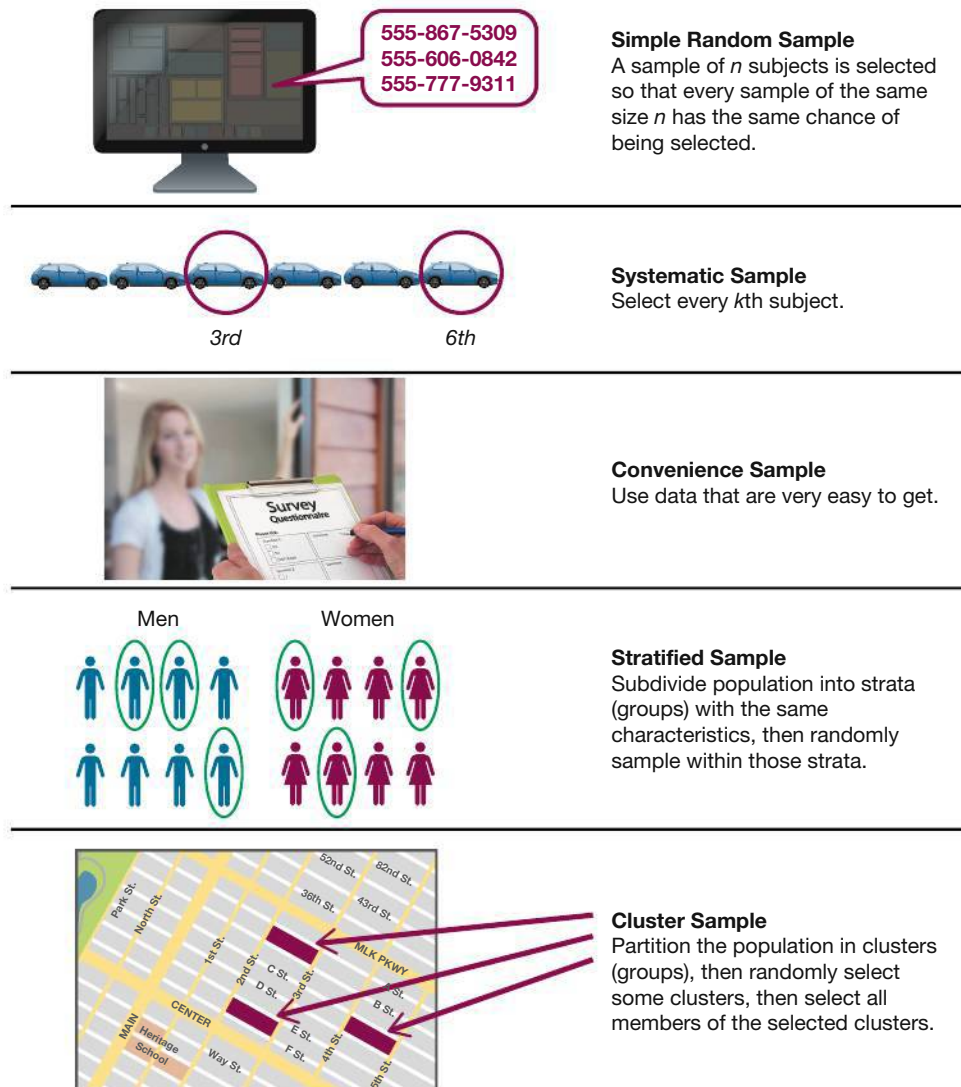 555-867-5309
555-606-0842
555-777-9311
Simple Random Sample
A sample of n subjects is selected
so that every sample of the same
size n has the same chance of
being selected.
3rd
6th
Systematic Sample
Select every kth subject.
Survey
Questionnaire
Convenience Sample
Use data that are very easy to get.
Men
Women
Stratified Sample
Subdivide population into strata
(groups) with the same
characteristics, then randomly
sample within those strata.
Park St.
North St.
1st St.
2nd St.
3rd St.
4th St.
5th St.
52nd St.
82nd St.
36th St.
43rd St.
MLK PKWY
C St.
D St.
B St.
E St.
F St.
CENTER
MAIN
Heritage
School
Way St.
Cluster Sample
Partition the population in clusters
(groups), then randomly select
some clusters, then select all
members of the selected clusters.